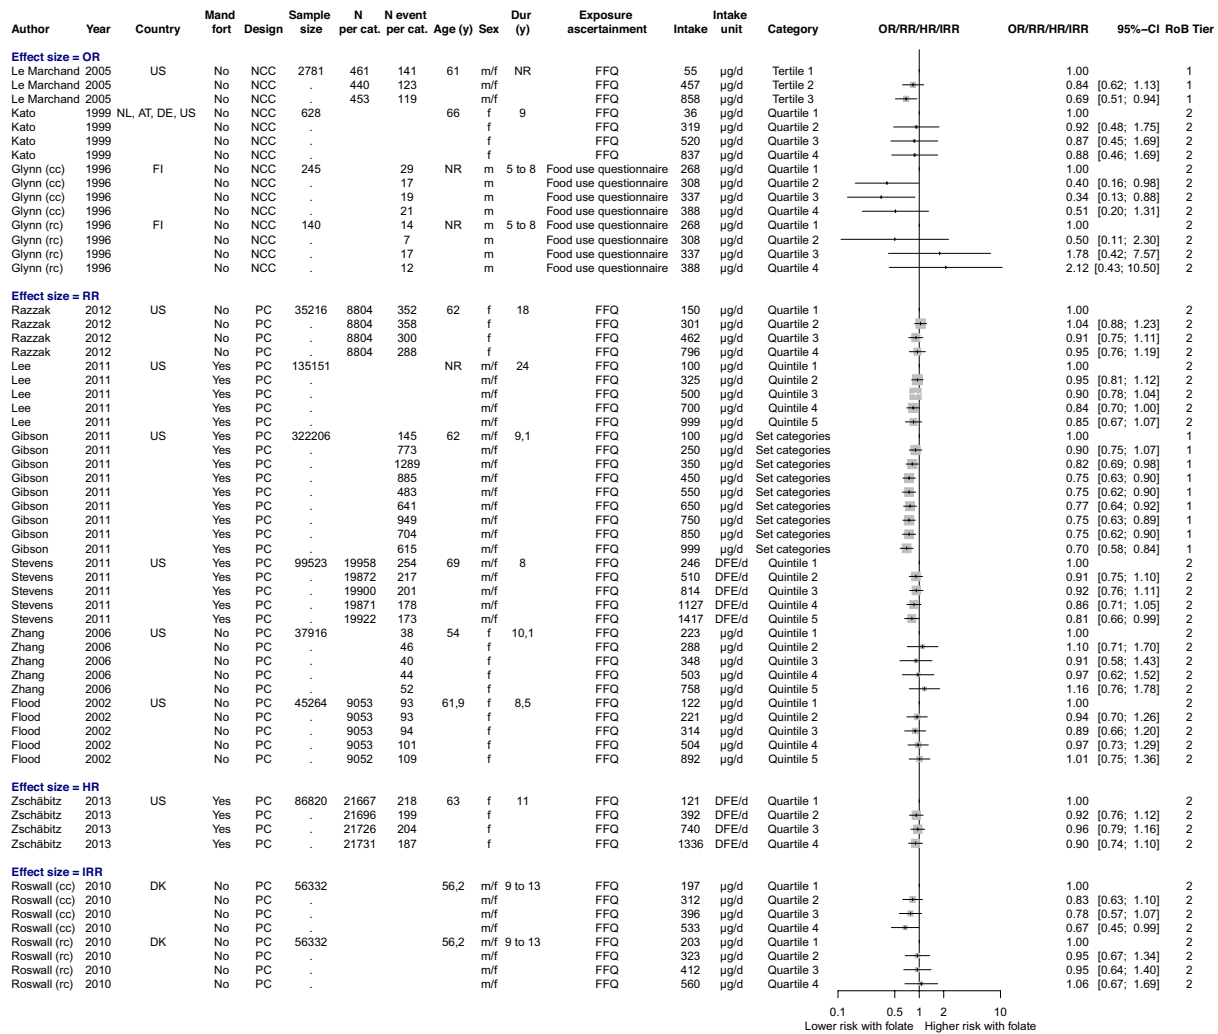 Mand Sample N N event Dur Exposure Intake
Author Year Country fort Design size per cat. per cat. Age (y) Sex (y) ascertainment Intake unit Category OR/RR/HR/IRR OR/RR/HR/IRR 95%−CI RoB Tier
Effect size = OR
Le Marchand 2005 US No NCC 2781 461 141 61 m/f NR FFQ 55 µg/d Tertile 1 1.00 1
Le Marchand 2005 No NCC . 440 123 m/f FFQ 457 µg/d Tertile 2 0.84 [0.62; 1.13] 1
Le Marchand 2005 No NCC . 453 119 m/f FFQ 858 µg/d Tertile 3 0.69 [0.51; 0.94] 1
Kato 1999 NL, AT, DE, US No NCC 628 66 f 9 FFQ 36 µg/d Quartile 1 1.00 2
Kato 1999 No NCC . f FFQ 319 µg/d Quartile 2 0.92 [0.48; 1.75] 2
Kato 1999 No NCC . f FFQ 520 µg/d Quartile 3 0.87 [0.45; 1.69] 2
Kato 1999 No NCC . f FFQ 837 µg/d Quartile 4 0.88 [0.46; 1.69] 2
Glynn (cc) 1996 FI No NCC 245 29 NR m 5 to 8 Food use questionnaire 268 µg/d Quartile 1 1.00 2
Glynn (cc) 1996 No NCC . 17 m Food use questionnaire 308 µg/d Quartile 2 0.40 [0.16; 0.98] 2
Glynn (cc) 1996 No NCC . 19 m Food use questionnaire 337 µg/d Quartile 3 0.34 [0.13; 0.88] 2
Glynn (cc) 1996 No NCC . 21 m Food use questionnaire 388 µg/d Quartile 4 0.51 [0.20; 1.31] 2
Glynn (rc) 1996 FI No NCC 140 14 NR m 5 to 8 Food use questionnaire 268 µg/d Quartile 1 1.00 2
Glynn (rc) 1996 No NCC . 7 m Food use questionnaire 308 µg/d Quartile 2 0.50 [0.11; 2.30] 2
Glynn (rc) 1996 No NCC . 17 m Food use questionnaire 337 µg/d Quartile 3 1.78 [0.42; 7.57] 2
Glynn (rc) 1996 No NCC . 12 m Food use questionnaire 388 µg/d Quartile 4 2.12 [0.43; 10.50] 2
Effect size = RR
Razzak 2012 US No PC 35216 8804 352 62 f 18 FFQ 150 µg/d Quartile 1 1.00 2
Razzak 2012 No PC . 8804 358 f FFQ 301 µg/d Quartile 2 1.04 [0.88; 1.23] 2
Razzak 2012 No PC . 8804 300 f FFQ 462 µg/d Quartile 3 0.91 [0.75; 1.11] 2
Razzak 2012 No PC . 8804 288 f FFQ 796 µg/d Quartile 4 0.95 [0.76; 1.19] 2
Lee 2011 US Yes PC 135151 NR m/f 24 FFQ 100 µg/d Quintile 1 1.00 2
Lee 2011 Yes PC . m/f FFQ 325 µg/d Quintile 2 0.95 [0.81; 1.12] 2
Lee 2011 Yes PC . m/f FFQ 500 µg/d Quintile 3 0.90 [0.78; 1.04] 2
Lee 2011 Yes PC . m/f FFQ 700 µg/d Quintile 4 0.84 [0.70; 1.00] 2
Lee 2011 Yes PC . m/f FFQ 999 µg/d Quintile 5 0.85 [0.67; 1.07] 2
Gibson 2011 US Yes PC 322206 145 62 m/f 9,1 FFQ 100 µg/d Set categories 1.00 1
Gibson 2011 Yes PC . 773 m/f FFQ 250 µg/d Set categories 0.90 [0.75; 1.07] 1
Gibson 2011 Yes PC . 1289 m/f FFQ 350 µg/d Set categories 0.82 [0.69; 0.98] 1
Gibson 2011 Yes PC . 885 m/f FFQ 450 µg/d Set categories 0.75 [0.63; 0.90] 1
Gibson 2011 Yes PC . 483 m/f FFQ 550 µg/d Set categories 0.75 [0.62; 0.90] 1
Gibson 2011 Yes PC . 641 m/f FFQ 650 µg/d Set categories 0.77 [0.64; 0.92] 1
Gibson 2011 Yes PC . 949 m/f FFQ 750 µg/d Set categories 0.75 [0.63; 0.89] 1
Gibson 2011 Yes PC . 704 m/f FFQ 850 µg/d Set categories 0.75 [0.62; 0.90] 1
Gibson 2011 Yes PC . 615 m/f FFQ 999 µg/d Set categories 0.70 [0.58; 0.84] 1
Stevens 2011 US Yes PC 99523 19958 254 69 m/f 8 FFQ 246 DFE/d Quintile 1 1.00 2
Stevens 2011 Yes PC . 19872 217 m/f FFQ 510 DFE/d Quintile 2 0.91 [0.75; 1.10] 2
Stevens 2011 Yes PC . 19900 201 m/f FFQ 814 DFE/d Quintile 3 0.92 [0.76; 1.11] 2
Stevens 2011 Yes PC . 19871 178 m/f FFQ 1127 DFE/d Quintile 4 0.86 [0.71; 1.05] 2
Stevens 2011 Yes PC . 19922 173 m/f FFQ 1417 DFE/d Quintile 5 0.81 [0.66; 0.99] 2
Zhang 2006 US No PC 37916 38 54 f 10,1 FFQ 223 µg/d Quintile 1 1.00 2
Zhang 2006 No PC . 46 f FFQ 288 µg/d Quintile 2 1.10 [0.71; 1.70] 2
Zhang 2006 No PC . 40 f FFQ 348 µg/d Quintile 3 0.91 [0.58; 1.43] 2
Zhang 2006 No PC . 44 f FFQ 503 µg/d Quintile 4 0.97 [0.62; 1.52] 2
Zhang 2006 No PC . 52 f FFQ 758 µg/d Quintile 5 1.16 [0.76; 1.78] 2
Flood 2002 US No PC 45264 9053 93 61,9 f 8,5 FFQ 122 µg/d Quintile 1 1.00 2
Flood 2002 No PC . 9053 93 f FFQ 221 µg/d Quintile 2 0.94 [0.70; 1.26] 2
Flood 2002 No PC . 9053 94 f FFQ 314 µg/d Quintile 3 0.89 [0.66; 1.20] 2
Flood 2002 No PC . 9053 101 f FFQ 504 µg/d Quintile 4 0.97 [0.73; 1.29] 2
Flood 2002 No PC . 9052 109 f FFQ 892 µg/d Quintile 5 1.01 [0.75; 1.36] 2
Effect size = HR
Zschäbitz 2013 US Yes PC 86820 21667 218 63 f 11 FFQ 121 DFE/d Quartile 1 1.00 2
Zschäbitz 2013 Yes PC . 21696 199 f FFQ 392 DFE/d Quartile 2 0.92 [0.76; 1.12] 2
Zschäbitz 2013 Yes PC . 21726 204 f FFQ 740 DFE/d Quartile 3 0.96 [0.79; 1.16] 2
Zschäbitz 2013 Yes PC . 21731 187 f FFQ 1336 DFE/d Quartile 4 0.90 [0.74; 1.10] 2
Effect size = IRR
Roswall (cc) 2010 DK No PC 56332 56,2 m/f 9 to 13 FFQ 197 µg/d Quartile 1 1.00 2
Roswall (cc) 2010 No PC . m/f FFQ 312 µg/d Quartile 2 0.83 [0.63; 1.10] 2
Roswall (cc) 2010 No PC . m/f FFQ 396 µg/d Quartile 3 0.78 [0.57; 1.07] 2
Roswall (cc) 2010 No PC . m/f FFQ 533 µg/d Quartile 4 0.67 [0.45; 0.99] 2
Roswall (rc) 2010 DK No PC 56332 56,2 m/f 9 to 13 FFQ 203 µg/d Quartile 1 1.00 2
Roswall (rc) 2010 No PC . m/f FFQ 323 µg/d Quartile 2 0.95 [0.67; 1.34] 2
Roswall (rc) 2010 No PC . m/f FFQ 412 µg/d Quartile 3 0.95 [0.64; 1.40] 2
Roswall (rc) 2010 No PC . m/f FFQ 560 µg/d Quartile 4 1.06 [0.67; 1.69] 2
0.1 0.5 1 2 10
Lower risk with folate Higher risk with folate